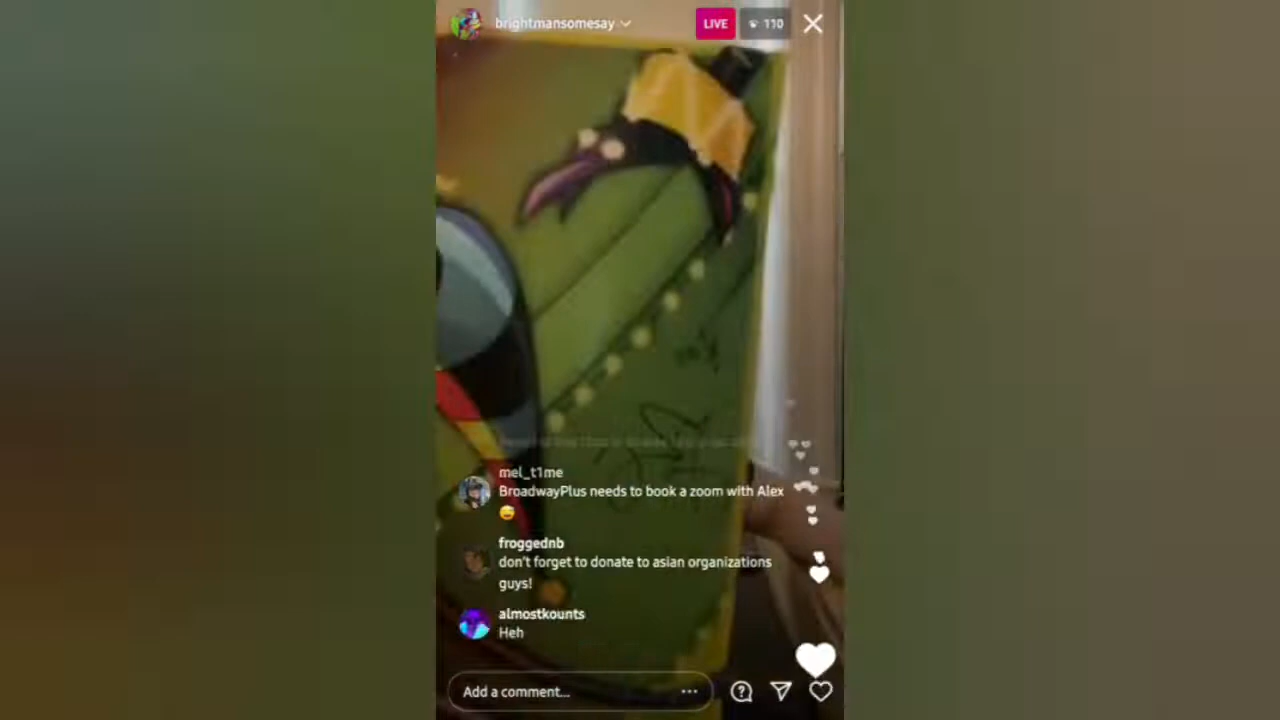 brightmansomesay
LIVE
110
mel_t1me
BroadwayPlus needs to book a zoom with Alex
😅
froggednb
don't forget to donate to asian organizations
guys!
almostkounts
Heh
Add a comment...